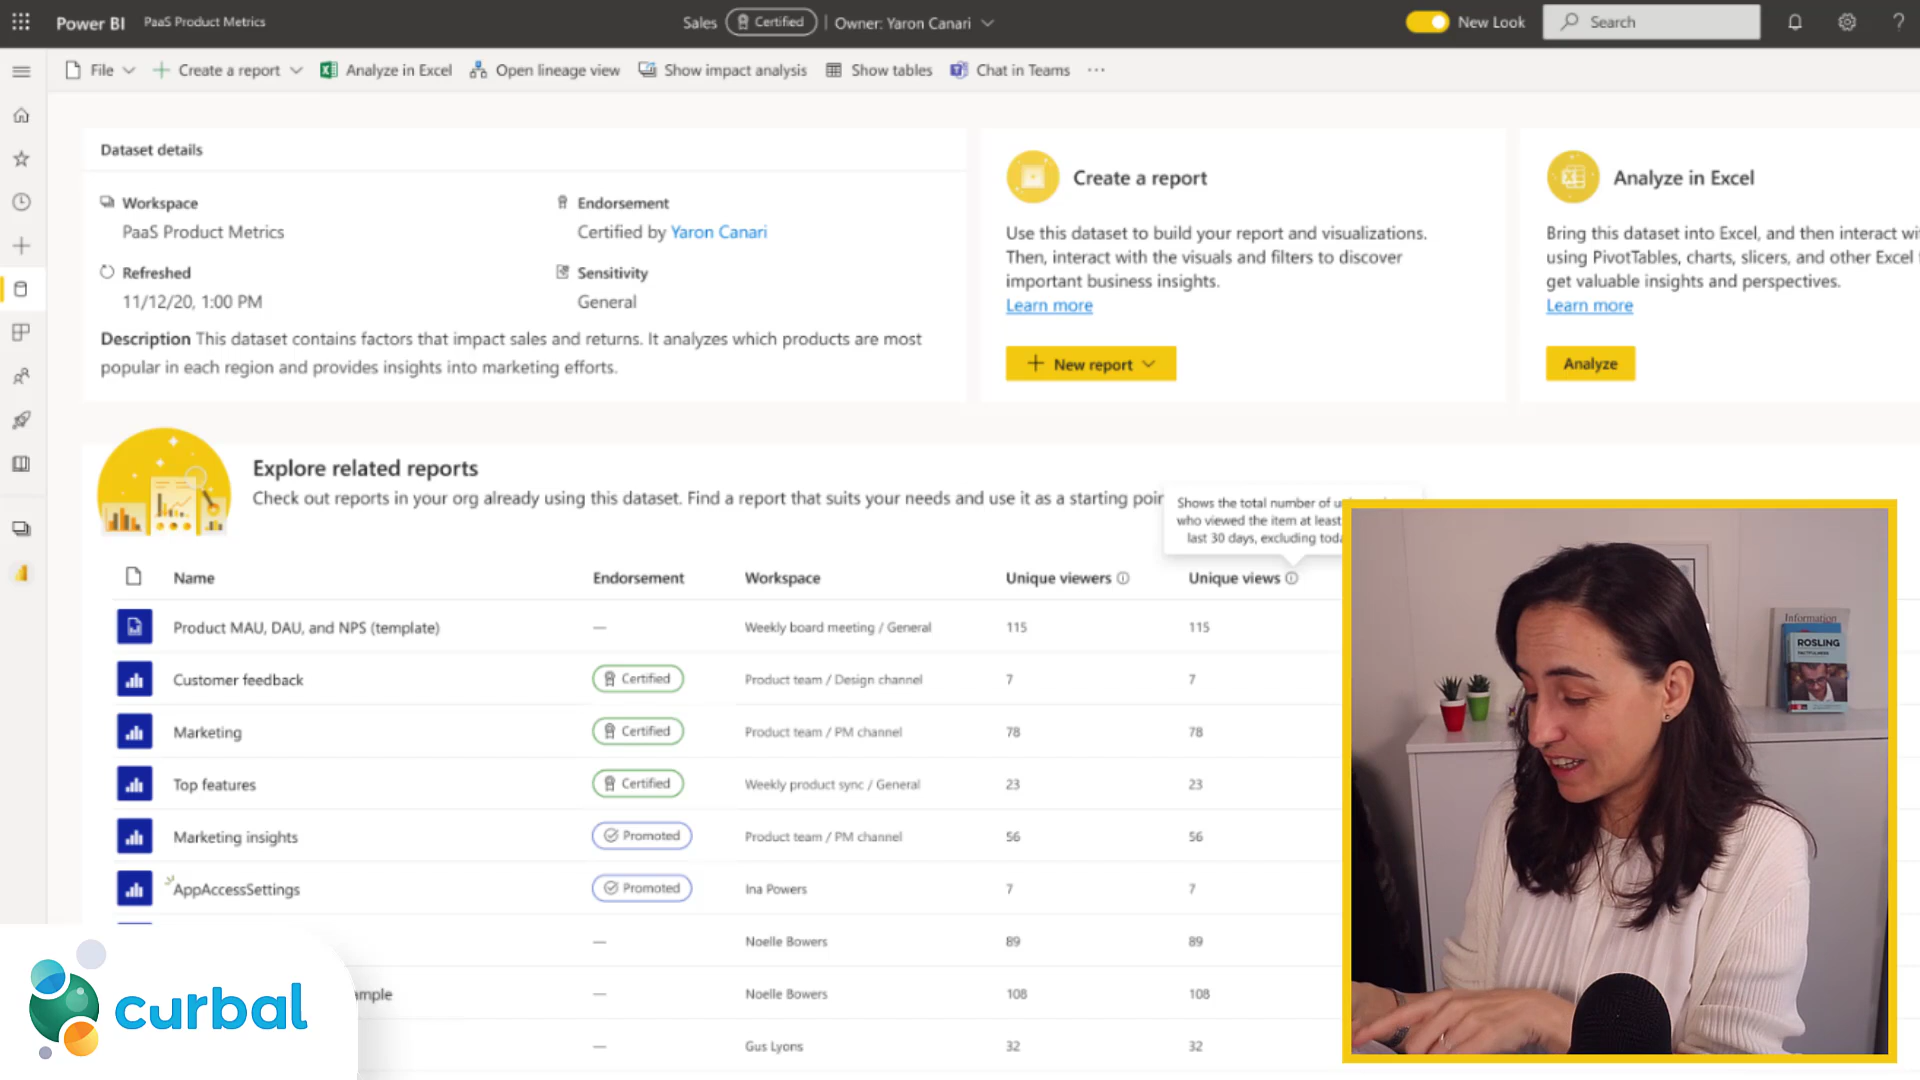 Power BI PaaS Product Metrics Sales Certified | Owner: Yaron Canari New Look Search ?
File Create a report Analyze in Excel Open lineage view Show impact analysis Show tables Chat in Teams ...
Dataset details
Workspace
PaaS Product Metrics
Endorsement
Certified by Yaron Canari
Refreshed
11/12/20, 1:00 PM
Sensitivity
General
Description This dataset contains factors that impact sales and returns. It analyzes which products are most
popular in each region and provides insights into marketing efforts.
Create a report
Use this dataset to build your report and visualizations.
Then, interact with the visuals and filters to discover
important business insights.
Learn more
+ New report
Analyze in Excel
Bring this dataset into Excel, and then interact
using PivotTables, charts, slicers, and other Excel
get valuable insights and perspectives.
Learn more
Analyze
Explore related reports
Check out reports in your org already using this dataset. Find a report that suits your needs and use it as a starting
Shows the total number of
who viewed the item at least
last 30 days, excluding
Name Endorsement Workspace Unique viewers Unique views
Product MAU, DAU, and NPS (template) — Weekly board meeting / General 115 115
Customer feedback Certified Product team / Design channel 7 7
Marketing Certified Product team / PM channel 78 78
Top features Certified Weekly product sync / General 23 23
Marketing insights Promoted Product team / PM channel 56 56
AppAccessSettings Promoted Ina Powers 7 7
— Noelle Bowers 89 89
— Noelle Bowers 108 108
— Gus Lyons 32 32
curbal
Information
ROSLING
FACTFULNESS